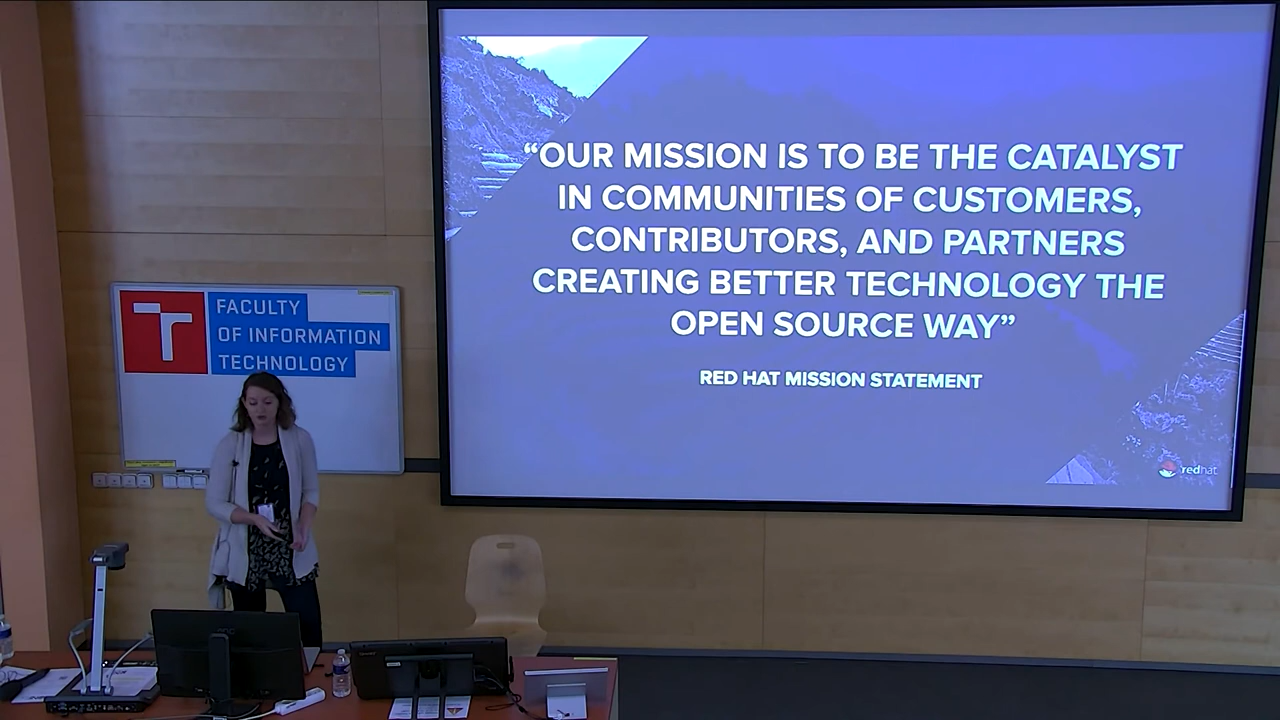 “OUR MISSION IS TO BE THE CATALYST
IN COMMUNITIES OF CUSTOMERS,
CONTRIBUTORS, AND PARTNERS
CREATING BETTER TECHNOLOGY THE
OPEN SOURCE WAY”
RED HAT MISSION STATEMENT
redhat
FACULTY
OF INFORMATION
TECHNOLOGY